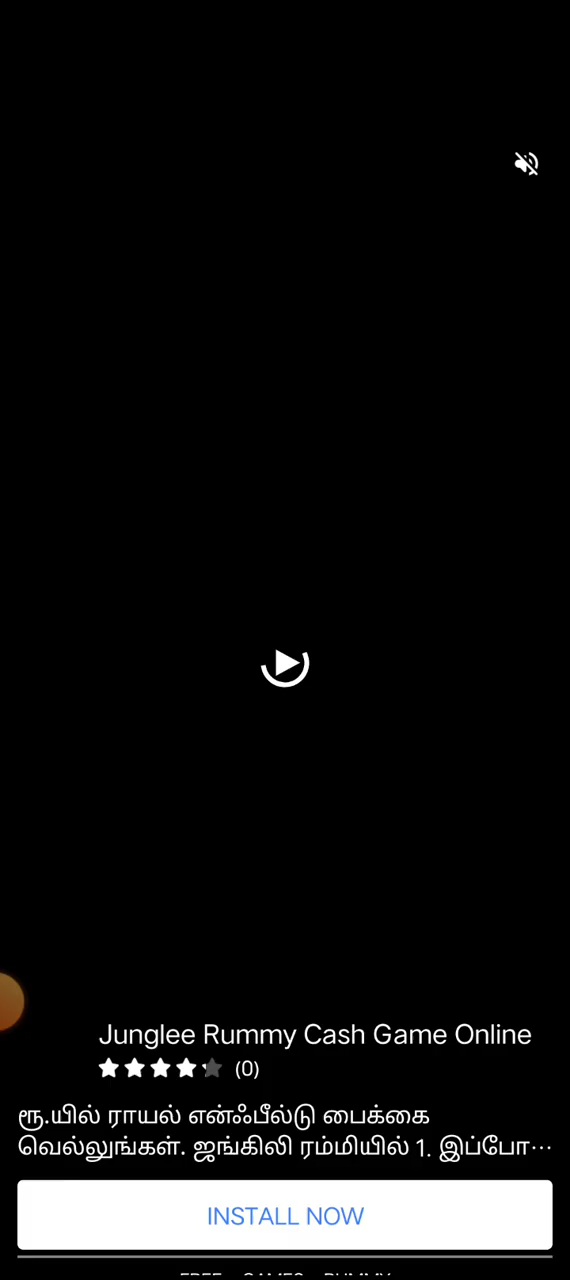 Junglee Rummy Cash Game Online
(0)
ரூ.யில் ராயல் என்ஃபீல்டு பைக்கை
வெல்லுங்கள். ஜங்கிலி ரம்மியில் 1. இப்போ…
INSTALL NOW